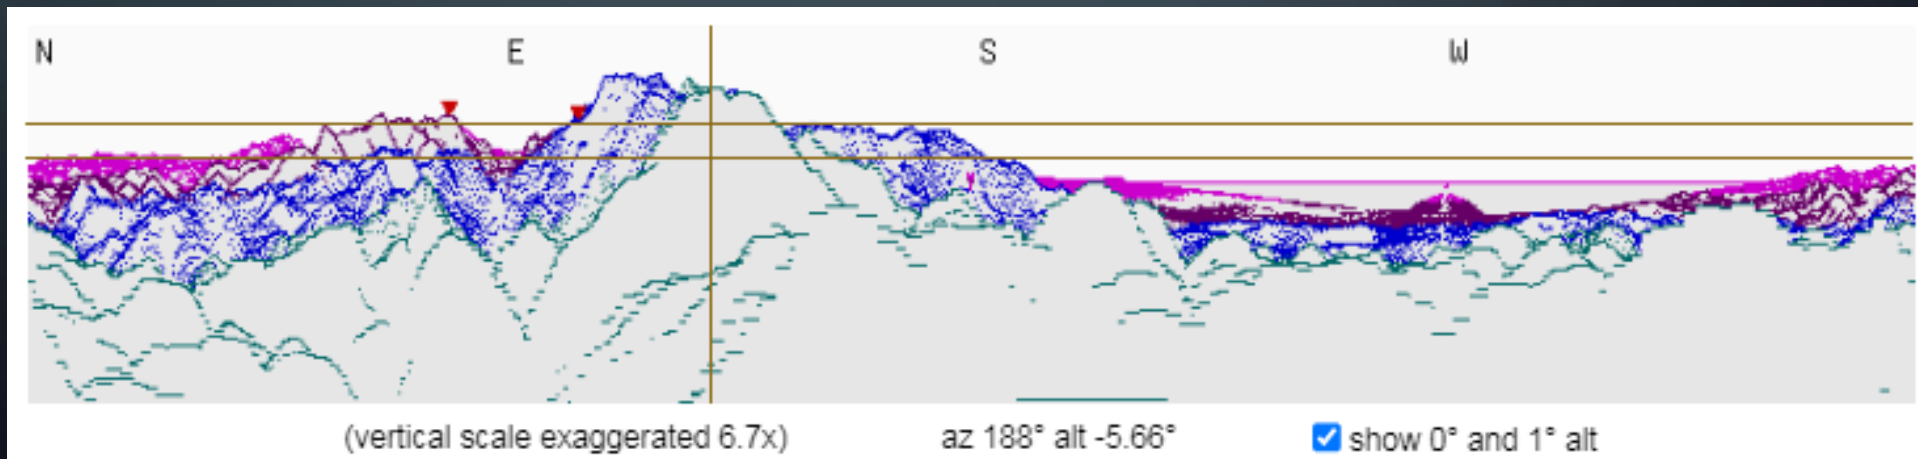 N E S W
(vertical scale exaggerated 6.7x) az 188° alt -5.66° show 0° and 1° alt